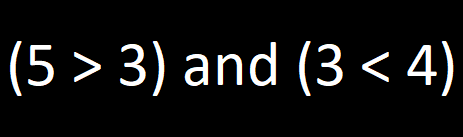 (5 > 3) and (3 < 4)